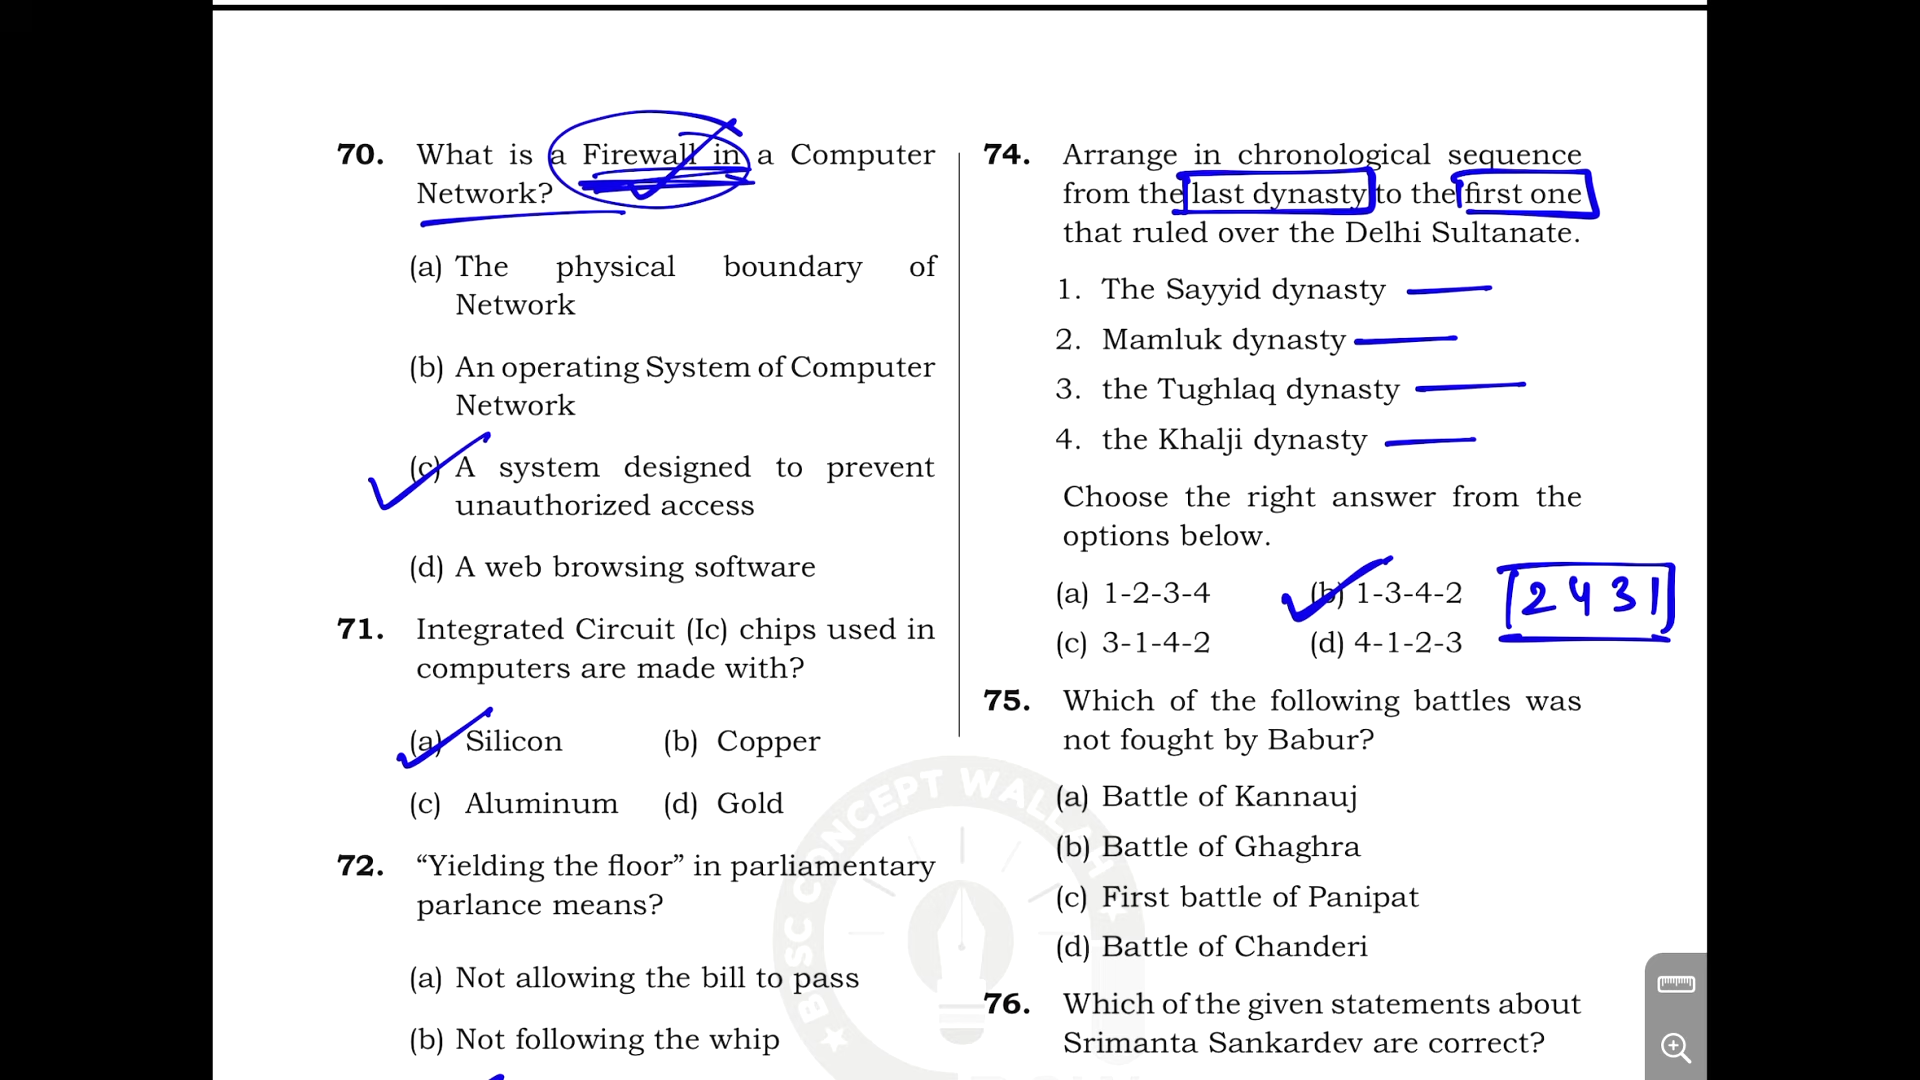 70. What is a Firewall in a Computer
Network?
(a) The physical boundary of
Network
(b) An operating System of Computer
Network
(c) A system designed to prevent
unauthorized access
(d) A web browsing software
71. Integrated Circuit (Ic) chips used in
computers are made with?
(a) Silicon (b) Copper
(c) Aluminum (d) Gold
72. “Yielding the floor” in parliamentary
parlance means?
(a) Not allowing the bill to pass
(b) Not following the whip
74. Arrange in chronological sequence
from the last dynasty to the first one
that ruled over the Delhi Sultanate.
1. The Sayyid dynasty
2. Mamluk dynasty
3. the Tughlaq dynasty
4. the Khalji dynasty
Choose the right answer from the
options below.
(a) 1-2-3-4 (b) 1-3-4-2
(c) 3-1-4-2 (d) 4-1-2-3
2 4 3 1
75. Which of the following battles was
not fought by Babur?
(a) Battle of Kannauj
(b) Battle of Ghaghra
(c) First battle of Panipat
(d) Battle of Chanderi
76. Which of the given statements about
Srimanta Sankardev are correct?
BPSC CONCEPT WALLAH